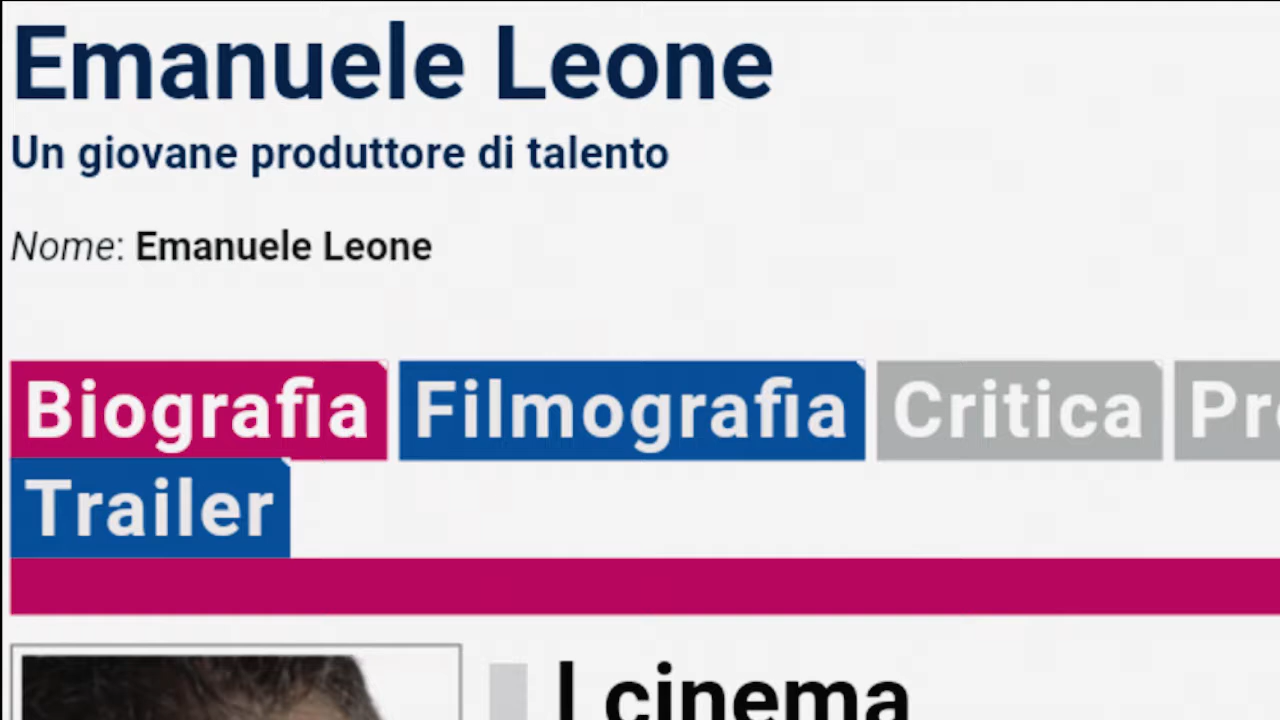 Emanuele Leone
Un giovane produttore di talento
Nome: Emanuele Leone
Biografia Filmografia Critica
Trailer
cinema